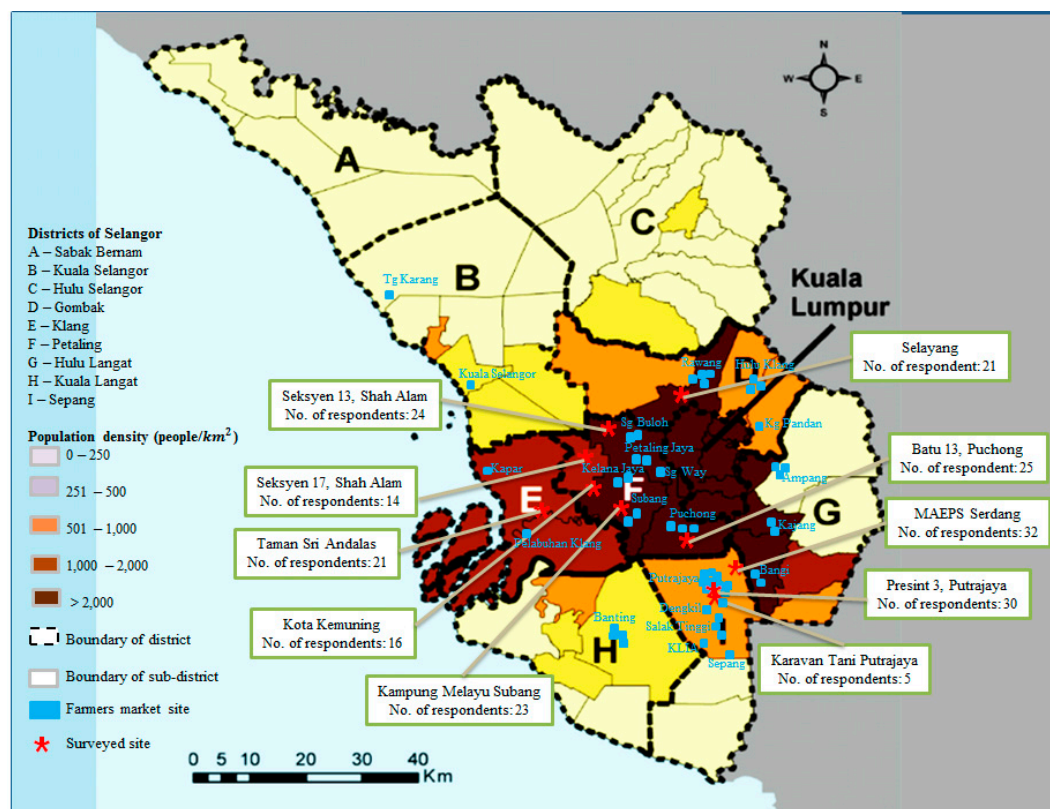 N
W E
S
A
B
C
D
E
F
G
H
Kuala
Lumpur
Districts of Selangor
A – Sabak Bernam
B – Kuala Selangor
C – Hulu Selangor
D – Gombak
E – Klang
F – Petaling
G – Hulu Langat
H – Kuala Langat
I – Sepang
Population density (people/km²)
0 – 250
251 – 500
501 – 1,000
1,000 – 2,000
> 2,000
Boundary of district
Boundary of sub-district
Farmers market site
Surveyed site
Tg Karang
Kuala Selangor
Rawang
Hulu Klang
Kg Pandan
Sg Buloh
Petaling Jaya
Kelana Jaya
Sg Way
Kapar
Subang
Ampang
Puchong
Kajang
Pelabuhan Klang
Bangi
Putrajaya
Dengkil
Banting
Salak Tinggi
KLIA
Sepang
Selayang
No. of respondent: 21
Seksyen 13, Shah Alam
No. of respondents: 24
Batu 13, Puchong
No. of respondent: 25
Seksyen 17, Shah Alam
No. of respondents: 14
MAEPS Serdang
No. of respondents: 32
Taman Sri Andalas
No. of respondents: 21
Presint 3, Putrajaya
No. of respondents: 30
Kota Kemuning
No. of respondents: 16
Karavan Tani Putrajaya
No. of respondents: 5
Kampung Melayu Subang
No. of respondents: 23
0 5 10 20 30 40
Km